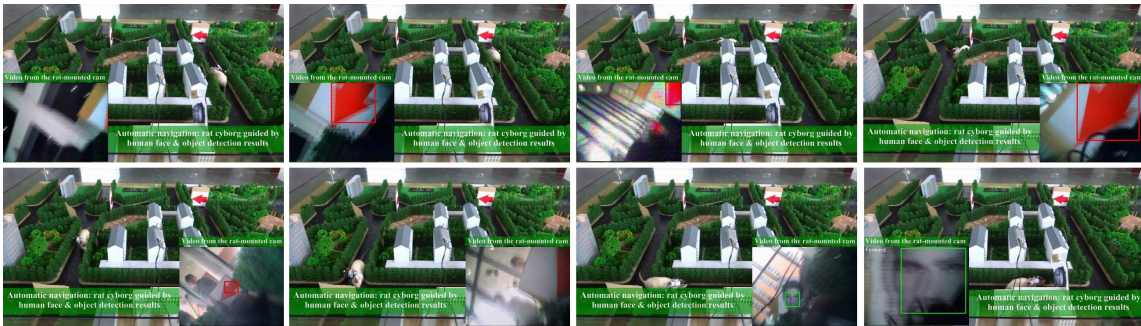 Video from the rat-mounted cam
Automatic navigation: rat cyborg guided by
human face & object detection results
Video from the rat-mounted cam
Automatic navigation: rat cyborg guided by
human face & object detection results
Video from the rat-mounted cam
Automatic navigation: rat cyborg guided by
human face & object detection results
Video from the rat-mounted cam
Automatic navigation: rat cyborg guided by
human face & object detection results
Video from the rat-mounted cam
Automatic navigation: rat cyborg guided by
human face & object detection results
Video from the rat-mounted cam
Automatic navigation: rat cyborg guided by
human face & object detection results
Video from the rat-mounted cam
Automatic navigation: rat cyborg guided by
human face & object detection results
Video from the rat-mounted cam
Forward
Automatic navigation: rat cyborg guided by
human face & object detection results